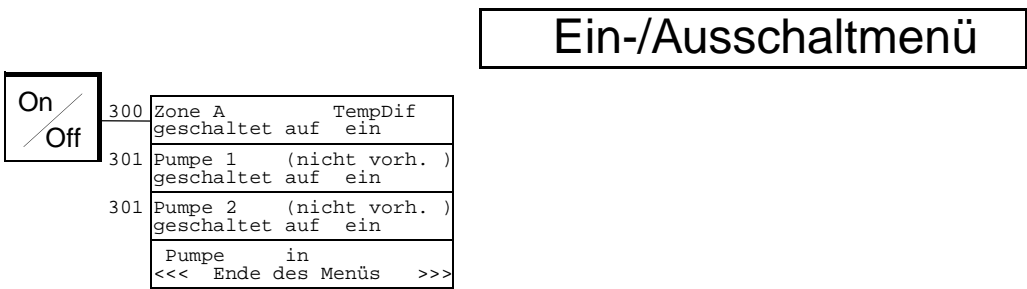 Ein-/Ausschaltmenü
On
Off
300 Zone A TempDif
geschaltet auf ein
301 Pumpe 1 (nicht vorh. )
geschaltet auf ein
301 Pumpe 2 (nicht vorh. )
geschaltet auf ein
Pumpe in
<<< Ende des Menüs >>>